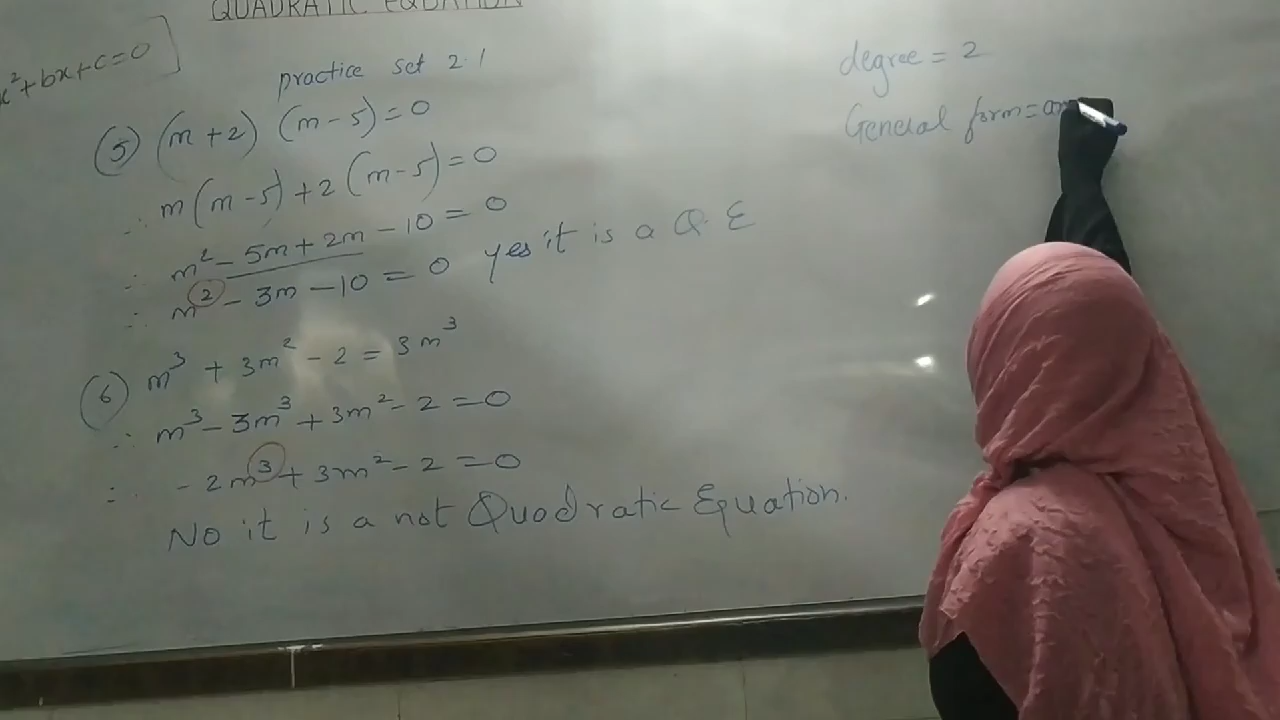 QUADRATIC EQUATION
x²+bx+c=0]
practice set 2.1
(5) (m+2) (m-5)=0
∴ m(m-5)+2(m-5)=0
∴ m²-5m+2m-10=0
∴ m²-3m-10=0 yes it is a Q.E
(6) m³+3m²-2=3m³
∴ m³-3m³+3m²-2=0
∴ -2m³+3m²-2=0
No it is a not Quadratic Equation.
degree = 2
General form=